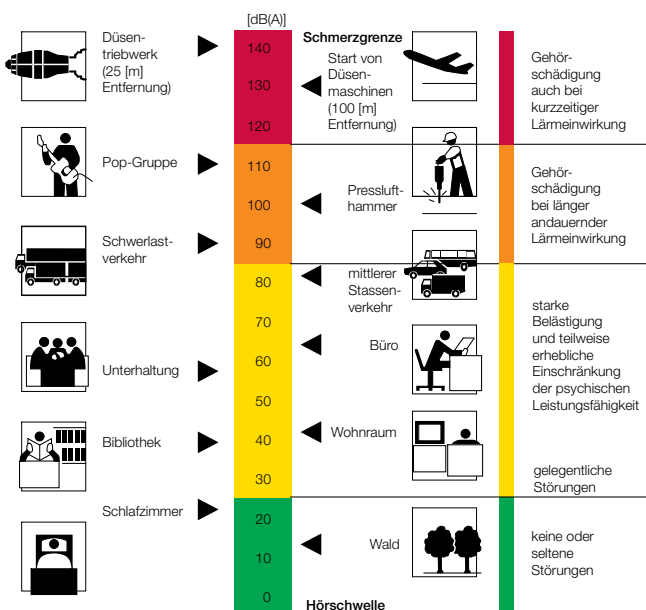 [dB(A)]
Düsen-
triebwerk
(25 [m]
Entfernung)
Pop-Gruppe
Schwerlast-
verkehr
Unterhaltung
Bibliothek
Schlafzimmer
140
130
120
110
100
90
80
70
60
50
40
30
20
10
0
Schmerzgrenze
Start von
Düsen-
maschinen
(100 [m]
Entfernung)
Pressluft-
hammer
mittlerer
Stassen-
verkehr
Büro
Wohnraum
Wald
Hörschwelle
Gehör-
schädigung
auch bei
kurzzeitiger
Lärmeinwirkung
Gehör-
schädigung
bei länger
andauernder
Lärmeinwirkung
starke
Belästigung
und teilweise
erhebliche
Einschränkung
der psychischen
Leistungsfähigkeit
gelegentliche
Störungen
keine oder
seltene
Störungen